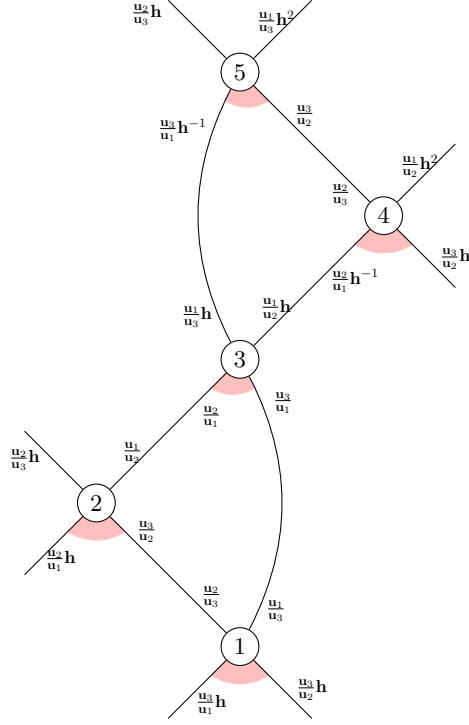 u₂/u₃ h
u₁/u₃ h²
5
u₃/u₂
u₃/u₁ h⁻¹
u₁/u₂ h²
u₂/u₃
4
u₃/u₂ h
u₂/u₁ h⁻¹
u₁/u₂ h
u₁/u₃ h
3
u₃/u₁
u₂/u₁
u₁/u₂
u₂/u₃ h
2
u₃/u₂
u₂/u₁ h
u₂/u₃
u₁/u₃
1
u₃/u₂ h
u₃/u₁ h